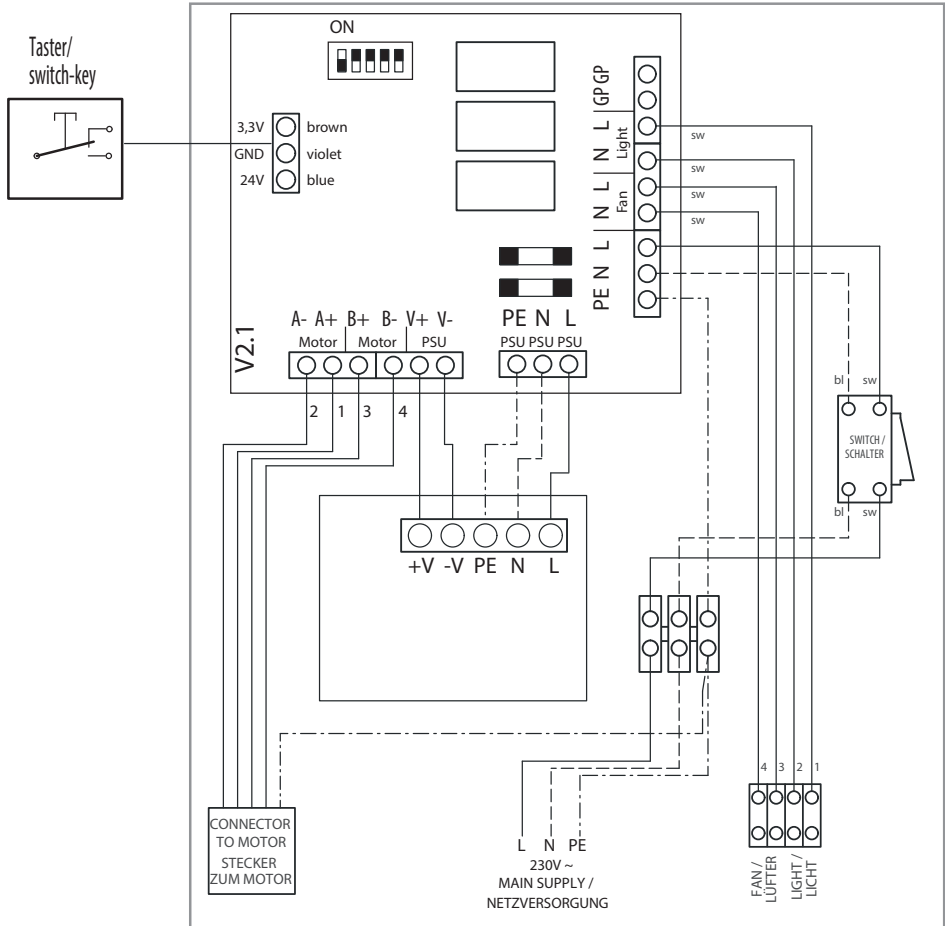 Taster/
switch-key
ON
3,3V brown
GND violet
24V blue
GP GP
N L
Light
N L
Fan
PE N L
sw
sw
sw
sw
A- A+ B+ B- V+ V-
Motor Motor PSU
PE N L
PSU PSU PSU
V2.1
2 1 3 4
bl sw
SWITCH /
SCHALTER
bl sw
+V -V PE N L
4 3 2 1
CONNECTOR
TO MOTOR
STECKER
ZUM MOTOR
L N PE
230V ~
MAIN SUPPLY /
NETZVERSORGUNG
FAN /
LÜFTER
LIGHT /
LICHT